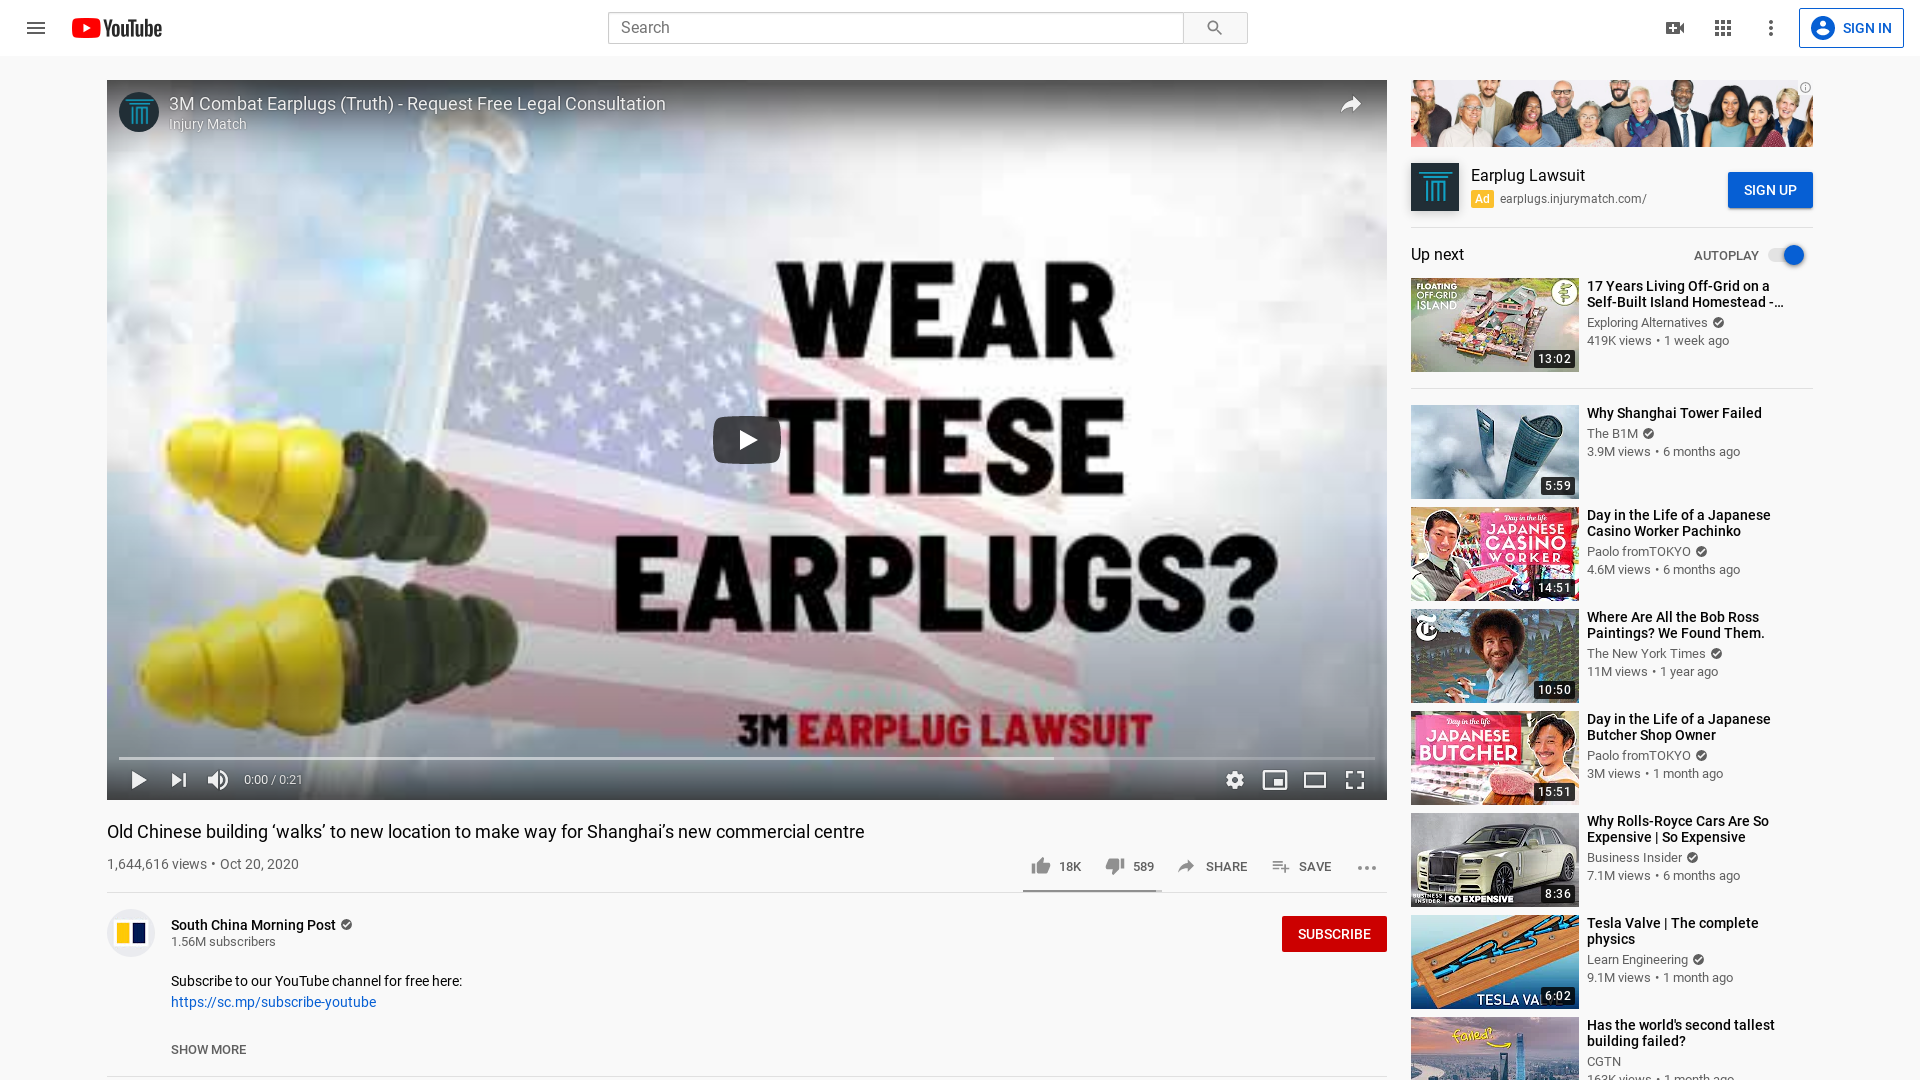 YouTube
Search
SIGN IN
3M Combat Earplugs (Truth) - Request Free Legal Consultation
Injury Match
WEAR
THESE
EARPLUGS?
3M EARPLUG LAWSUIT
0:00 / 0:21
Old Chinese building ‘walks’ to new location to make way for Shanghai’s new commercial centre
1,644,616 views • Oct 20, 2020
18K
589
SHARE
SAVE
South China Morning Post
1.56M subscribers
SUBSCRIBE
Subscribe to our YouTube channel for free here:
https://sc.mp/subscribe-youtube
SHOW MORE
Earplug Lawsuit
Ad earplugs.injurymatch.com/
SIGN UP
Up next
AUTOPLAY
FLOATING
OFF-GRID
ISLAND
13:02
17 Years Living Off-Grid on a
Self-Built Island Homestead -...
Exploring Alternatives
419K views • 1 week ago
5:59
Why Shanghai Tower Failed
The B1M
3.9M views • 6 months ago
Day in the life
JAPANESE
CASINO
WORKER
14:51
Day in the Life of a Japanese
Casino Worker Pachinko
Paolo fromTOKYO
4.6M views • 6 months ago
10:50
Where Are All the Bob Ross
Paintings? We Found Them.
The New York Times
11M views • 1 year ago
Day in the life
JAPANESE
BUTCHER
15:51
Day in the Life of a Japanese
Butcher Shop Owner
Paolo fromTOKYO
3M views • 1 month ago
BUSINESS
INSIDER
SO EXPENSIVE
8:36
Why Rolls-Royce Cars Are So
Expensive | So Expensive
Business Insider
7.1M views • 6 months ago
TESLA VA
6:02
Tesla Valve | The complete
physics
Learn Engineering
9.1M views • 1 month ago
failed?
Has the world's second tallest
building failed?
CGTN
163K views • 1 month ago